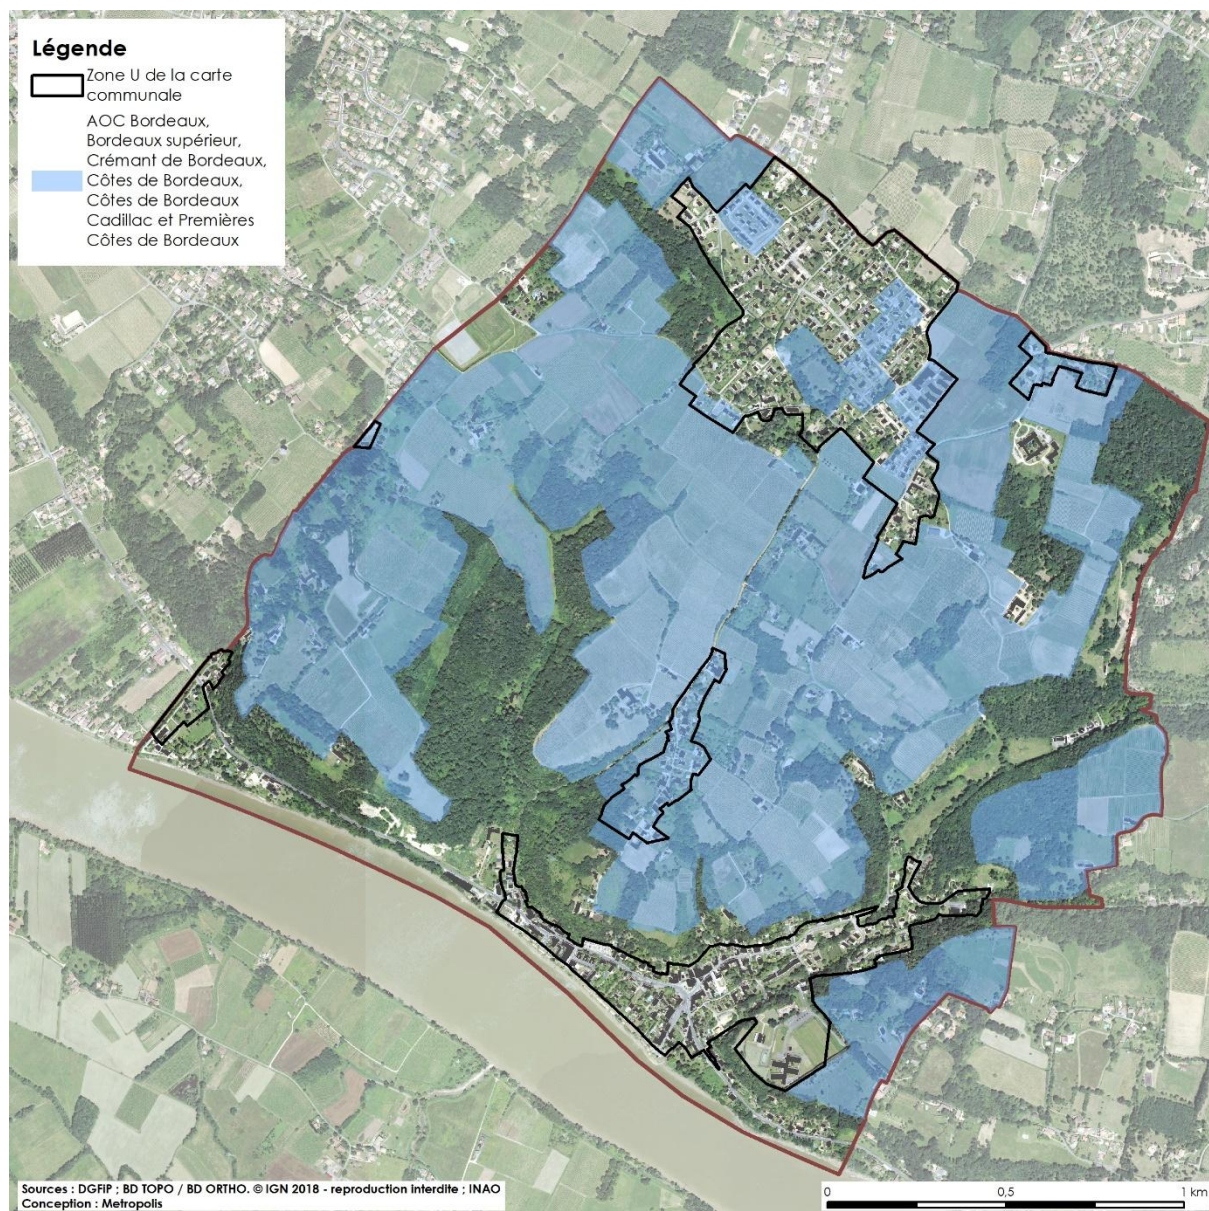 Légende
Zone U de la carte
communale
AOC Bordeaux,
Bordeaux supérieur,
Crémant de Bordeaux,
Côtes de Bordeaux,
Côtes de Bordeaux
Cadillac et Premières
Côtes de Bordeaux
Sources : DGFIP ; BD TOPO / BD ORTHO. © IGN 2018 - reproduction interdite ; INAO
Conception : Metropolis
0 0,5 1 km